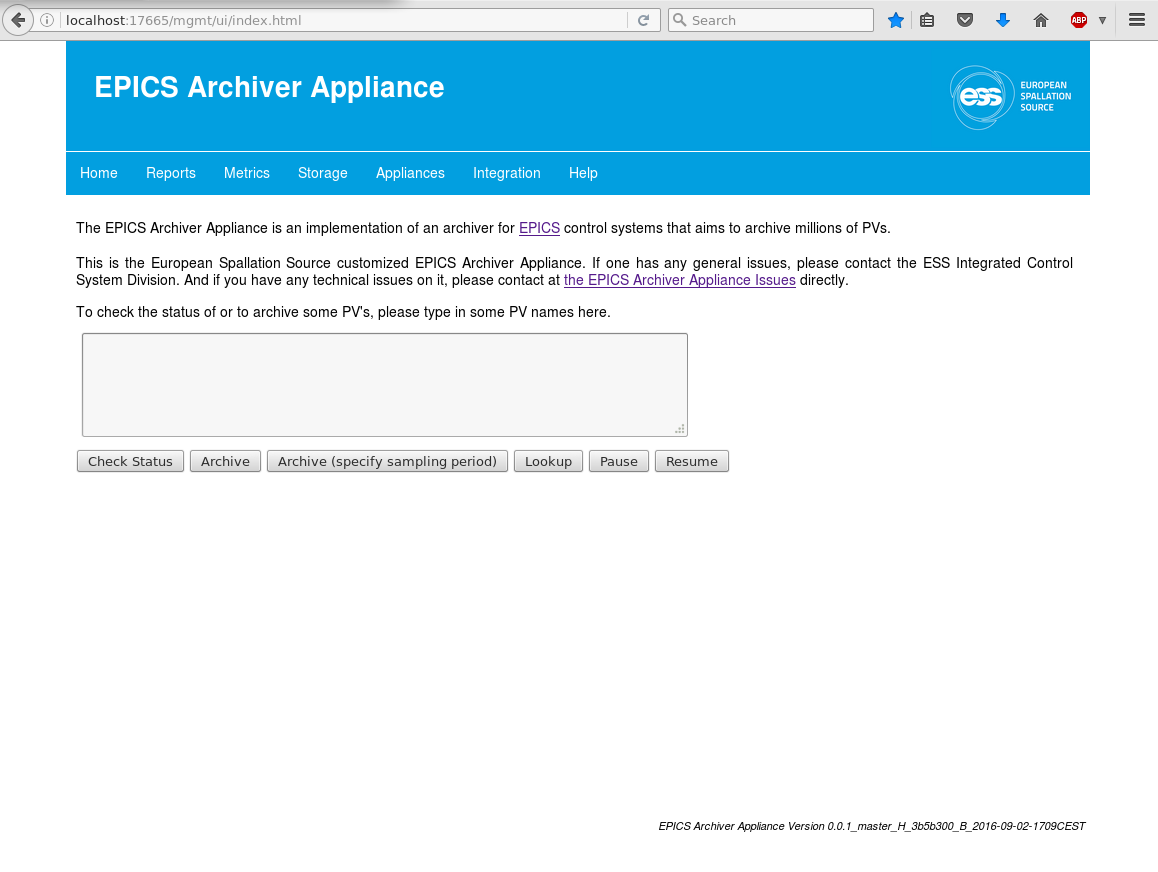 localhost:17665/mgmt/ui/index.html
Search
ABP
EPICS Archiver Appliance
ess
EUROPEAN
SPALLATION
SOURCE
Home Reports Metrics Storage Appliances Integration Help
The EPICS Archiver Appliance is an implementation of an archiver for EPICS control systems that aims to archive millions of PVs.
This is the European Spallation Source customized EPICS Archiver Appliance. If one has any general issues, please contact the ESS Integrated Control
System Division. And if you have any technical issues on it, please contact at the EPICS Archiver Appliance Issues directly.
To check the status of or to archive some PV's, please type in some PV names here.
Check Status Archive Archive (specify sampling period) Lookup Pause Resume
EPICS Archiver Appliance Version 0.0.1_master_H_3b5b300_B_2016-09-02-1709CEST